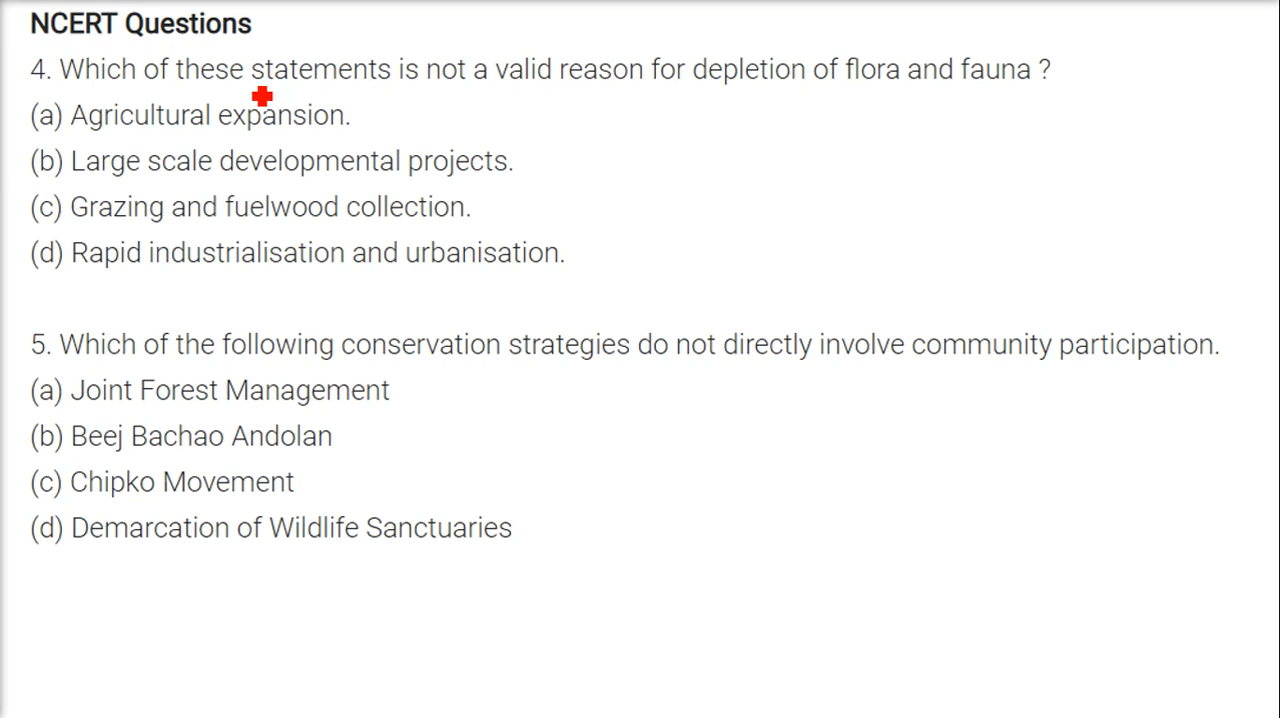 NCERT Questions
4. Which of these statements is not a valid reason for depletion of flora and fauna ?
(a) Agricultural expansion.
(b) Large scale developmental projects.
(c) Grazing and fuelwood collection.
(d) Rapid industrialisation and urbanisation.
5. Which of the following conservation strategies do not directly involve community participation.
(a) Joint Forest Management
(b) Beej Bachao Andolan
(c) Chipko Movement
(d) Demarcation of Wildlife Sanctuaries